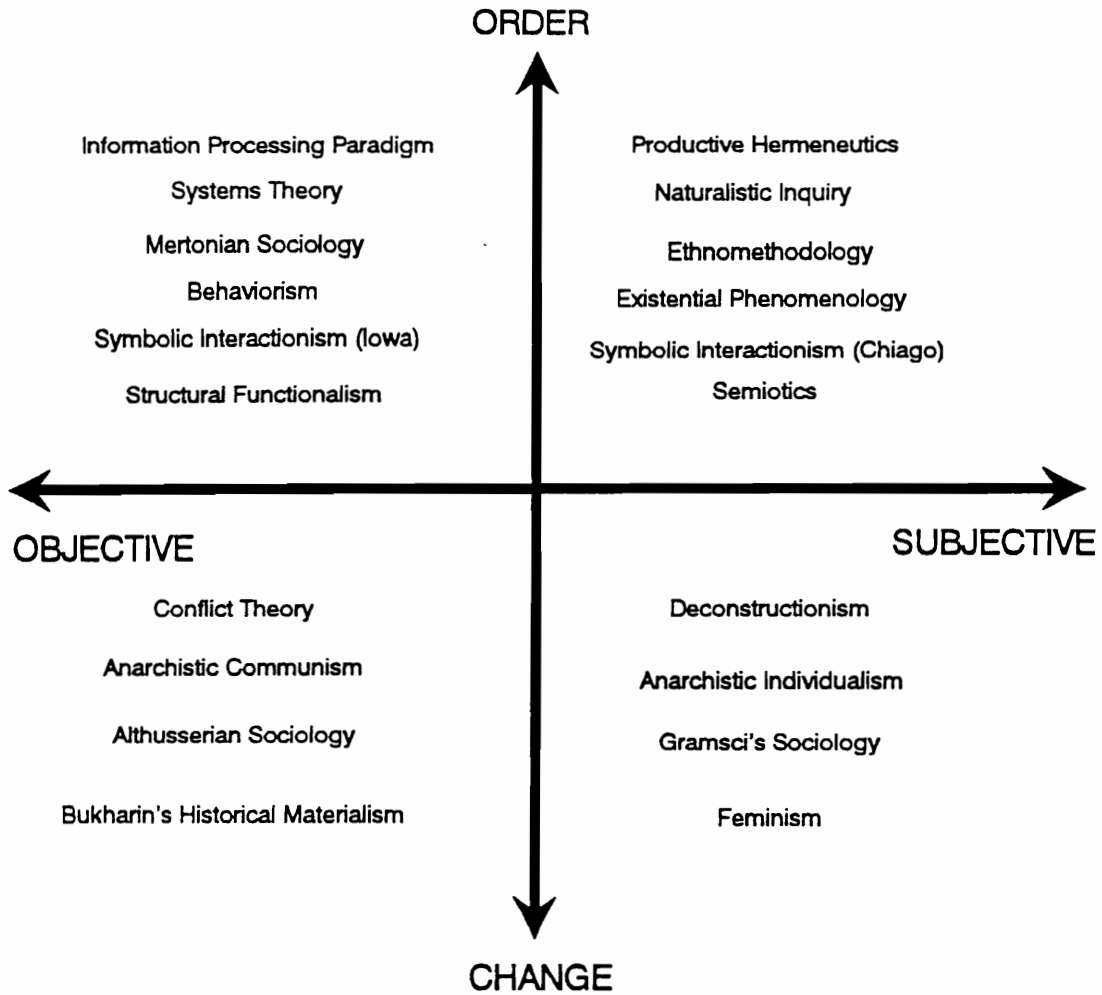 ORDER
Information Processing Paradigm
Systems Theory
Mertonian Sociology
Behaviorism
Symbolic Interactionism (Iowa)
Structural Functionalism
Productive Hermeneutics
Naturalistic Inquiry
Ethnomethodology
Existential Phenomenology
Symbolic Interactionism (Chiago)
Semiotics
OBJECTIVE
SUBJECTIVE
Conflict Theory
Anarchistic Communism
Althusserian Sociology
Bukharin's Historical Materialism
Deconstructionism
Anarchistic Individualism
Gramsci's Sociology
Feminism
CHANGE